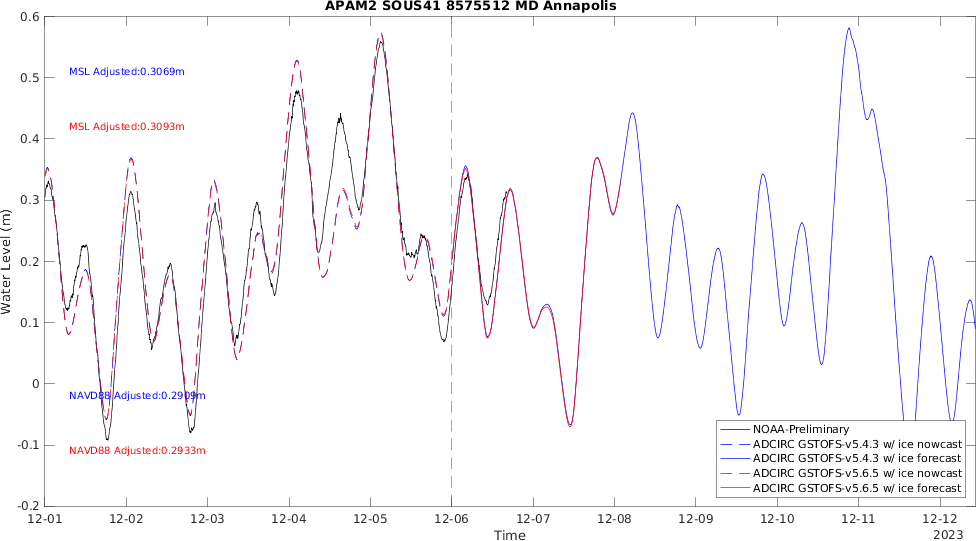 APAM2 SOUS41 8575512 MD Annapolis
0.6
0.5
0.4
0.3
0.2
0.1
0
-0.1
-0.2
Water Level (m)
MSL Adjusted:0.3069m
MSL Adjusted:0.3093m
NAVD88 Adjusted:0.2909m
NAVD88 Adjusted:0.2933m
NOAA-Preliminary
ADCIRC GSTOFS-v5.4.3 w/ ice nowcast
ADCIRC GSTOFS-v5.4.3 w/ ice forecast
ADCIRC GSTOFS-v5.6.5 w/ ice nowcast
ADCIRC GSTOFS-v5.6.5 w/ ice forecast
12-01 12-02 12-03 12-04 12-05 12-06 12-07 12-08 12-09 12-10 12-11 12-12
Time
2023